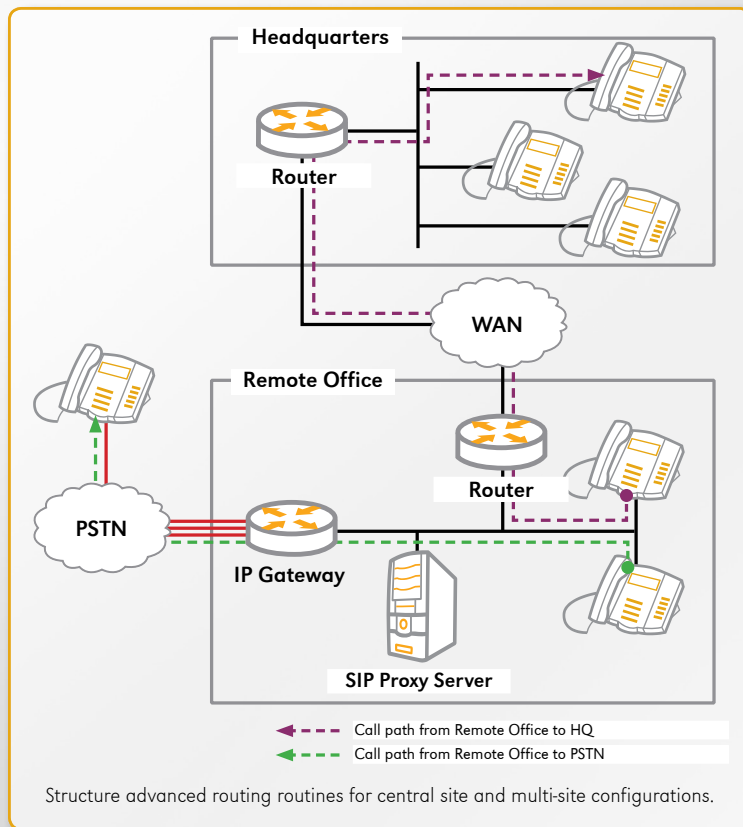 Headquarters
Router
WAN
Remote Office
Router
PSTN
IP Gateway
SIP Proxy Server
Call path from Remote Office to HQ
Call path from Remote Office to PSTN
Structure advanced routing routines for central site and multi-site configurations.